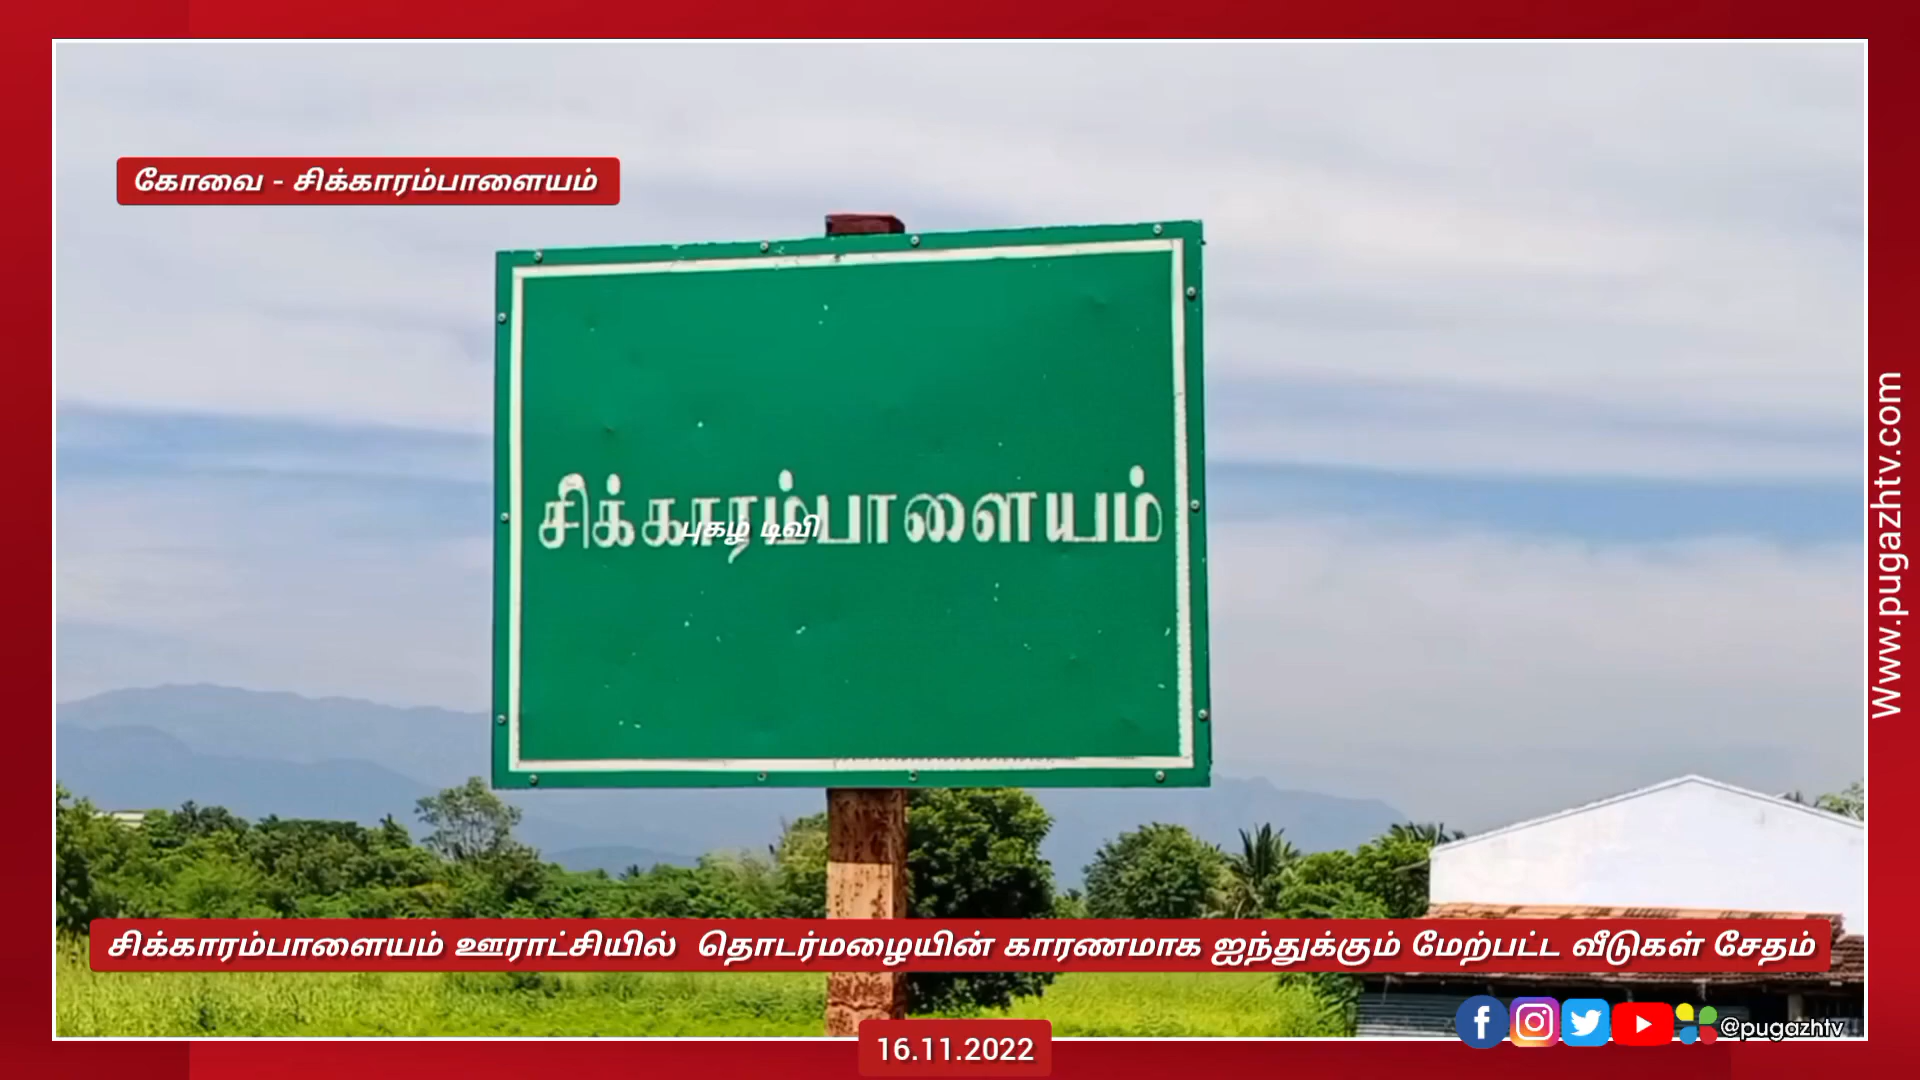 கோவை - சிக்காரம்பாளையம்
சிக்காரம்பாளையம்
புகழ் டிவி
Www.pugazhtv.com
சிக்காரம்பாளையம் ஊராட்சியில் தொடர்மழையின் காரணமாக ஐந்துக்கும் மேற்பட்ட வீடுகள் சேதம்
@pugazhtv
16.11.2022